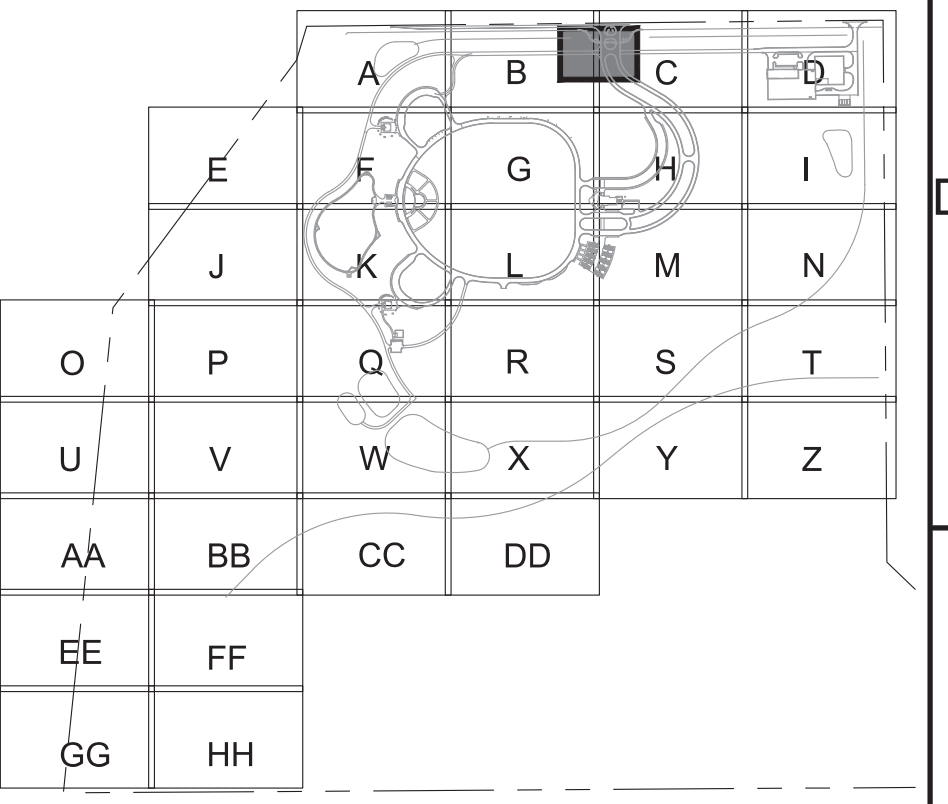 A B C D
E F G H I
J K L M N
O P Q R S T
U V W X Y Z
AA BB CC DD
EE FF
GG HH